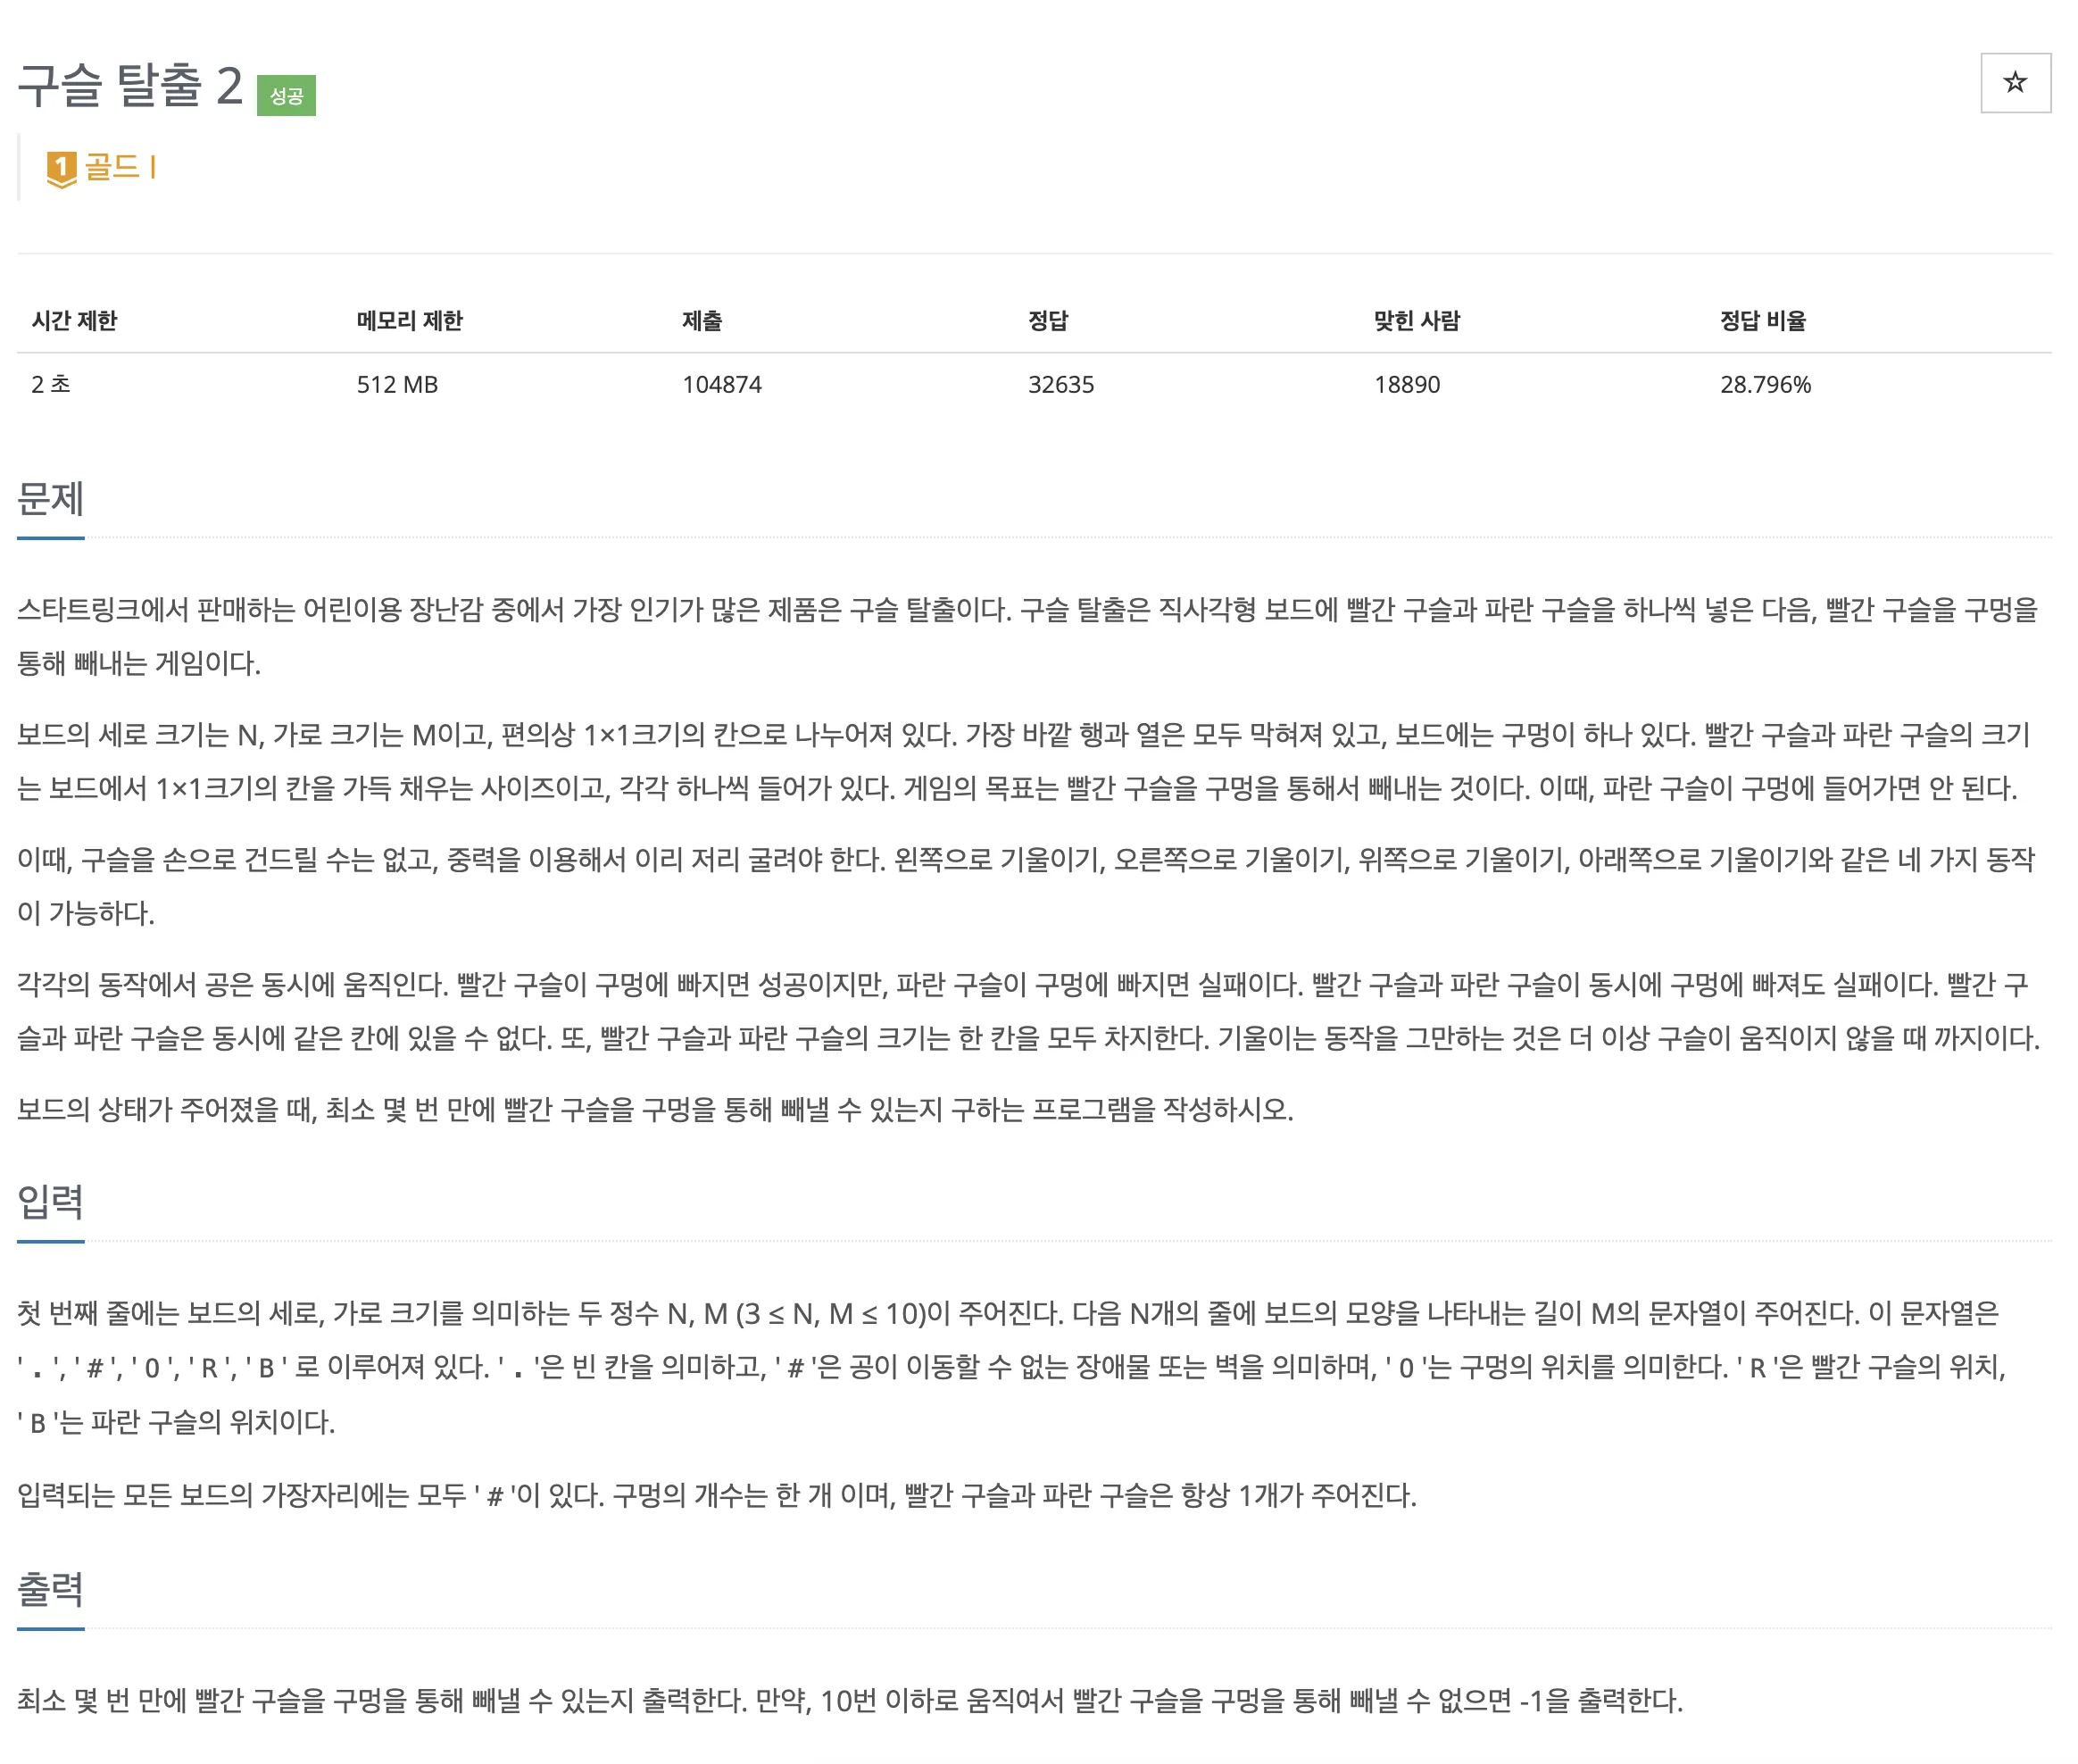 구슬 탈출 2 성공
☆
1 골드 I
시간 제한 메모리 제한 제출 정답 맞힌 사람 정답 비율
2 초 512 MB 104874 32635 18890 28.796%
문제
스타트링크에서 판매하는 어린이용 장난감 중에서 가장 인기가 많은 제품은 구슬 탈출이다. 구슬 탈출은 직사각형 보드에 빨간 구슬과 파란 구슬을 하나씩 넣은 다음, 빨간 구슬을 구멍을
통해 빼내는 게임이다.
보드의 세로 크기는 N, 가로 크기는 M이고, 편의상 1×1크기의 칸으로 나누어져 있다. 가장 바깥 행과 열은 모두 막혀져 있고, 보드에는 구멍이 하나 있다. 빨간 구슬과 파란 구슬의 크기
는 보드에서 1×1크기의 칸을 가득 채우는 사이즈이고, 각각 하나씩 들어가 있다. 게임의 목표는 빨간 구슬을 구멍을 통해서 빼내는 것이다. 이때, 파란 구슬이 구멍에 들어가면 안 된다.
이때, 구슬을 손으로 건드릴 수는 없고, 중력을 이용해서 이리 저리 굴려야 한다. 왼쪽으로 기울이기, 오른쪽으로 기울이기, 위쪽으로 기울이기, 아래쪽으로 기울이기와 같은 네 가지 동작
이 가능하다.
각각의 동작에서 공은 동시에 움직인다. 빨간 구슬이 구멍에 빠지면 성공이지만, 파란 구슬이 구멍에 빠지면 실패이다. 빨간 구슬과 파란 구슬이 동시에 구멍에 빠져도 실패이다. 빨간 구
슬과 파란 구슬은 동시에 같은 칸에 있을 수 없다. 또, 빨간 구슬과 파란 구슬의 크기는 한 칸을 모두 차지한다. 기울이는 동작을 그만하는 것은 더 이상 구슬이 움직이지 않을 때 까지이다.
보드의 상태가 주어졌을 때, 최소 몇 번 만에 빨간 구슬을 구멍을 통해 빼낼 수 있는지 구하는 프로그램을 작성하시오.
입력
첫 번째 줄에는 보드의 세로, 가로 크기를 의미하는 두 정수 N, M (3 ≤ N, M ≤ 10)이 주어진다. 다음 N개의 줄에 보드의 모양을 나타내는 길이 M의 문자열이 주어진다. 이 문자열은
'.', '#', 'O', 'R', 'B' 로 이루어져 있다. '.'은 빈 칸을 의미하고, '#'은 공이 이동할 수 없는 장애물 또는 벽을 의미하며, 'O'는 구멍의 위치를 의미한다. 'R'은 빨간 구슬의 위치,
'B'는 파란 구슬의 위치이다.
입력되는 모든 보드의 가장자리에는 모두 '#'이 있다. 구멍의 개수는 한 개 이며, 빨간 구슬과 파란 구슬은 항상 1개가 주어진다.
출력
최소 몇 번 만에 빨간 구슬을 구멍을 통해 빼낼 수 있는지 출력한다. 만약, 10번 이하로 움직여서 빨간 구슬을 구멍을 통해 빼낼 수 없으면 -1을 출력한다.